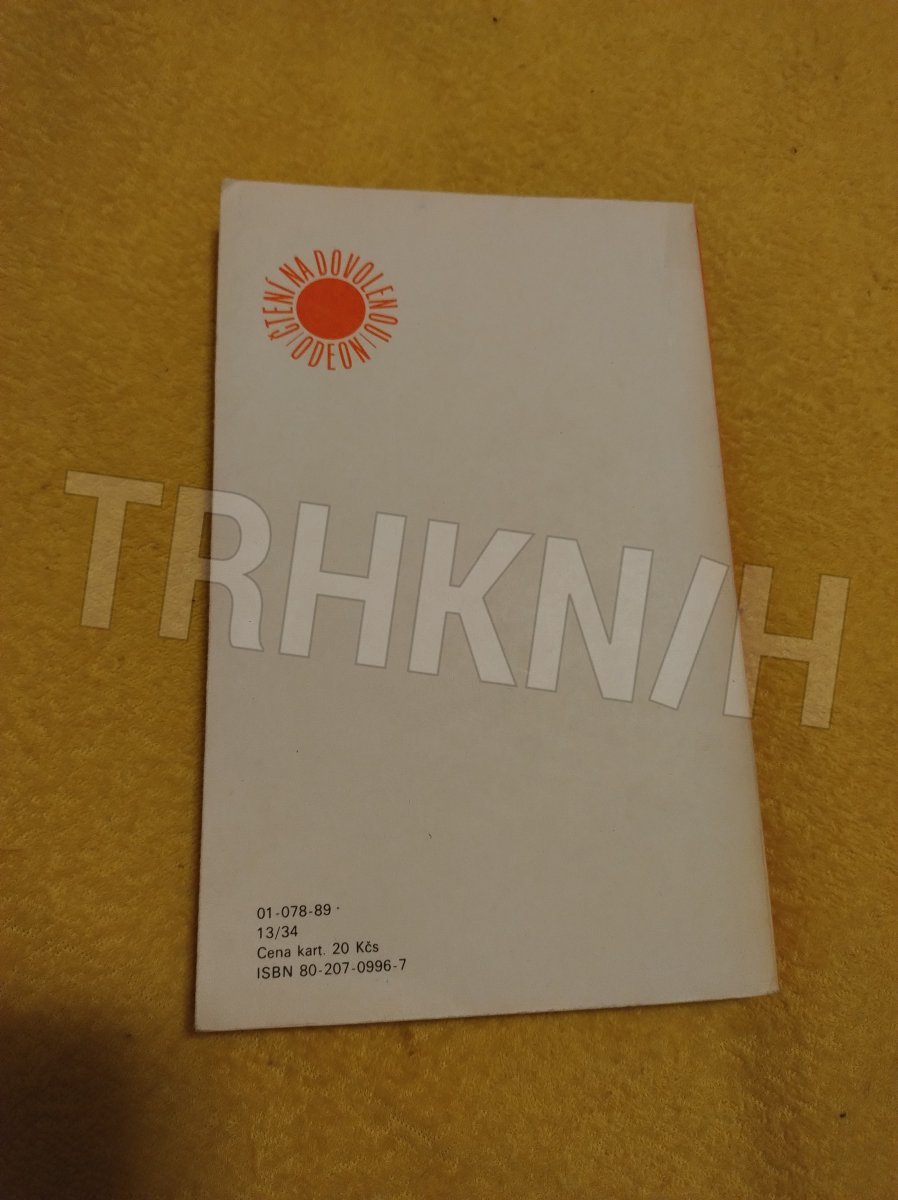 ČTENÍ NA DOVOLENOU
ODEON
TRHKNIH
01-078-89
13/34
Cena kart. 20 Kčs
ISBN 80-207-0996-7